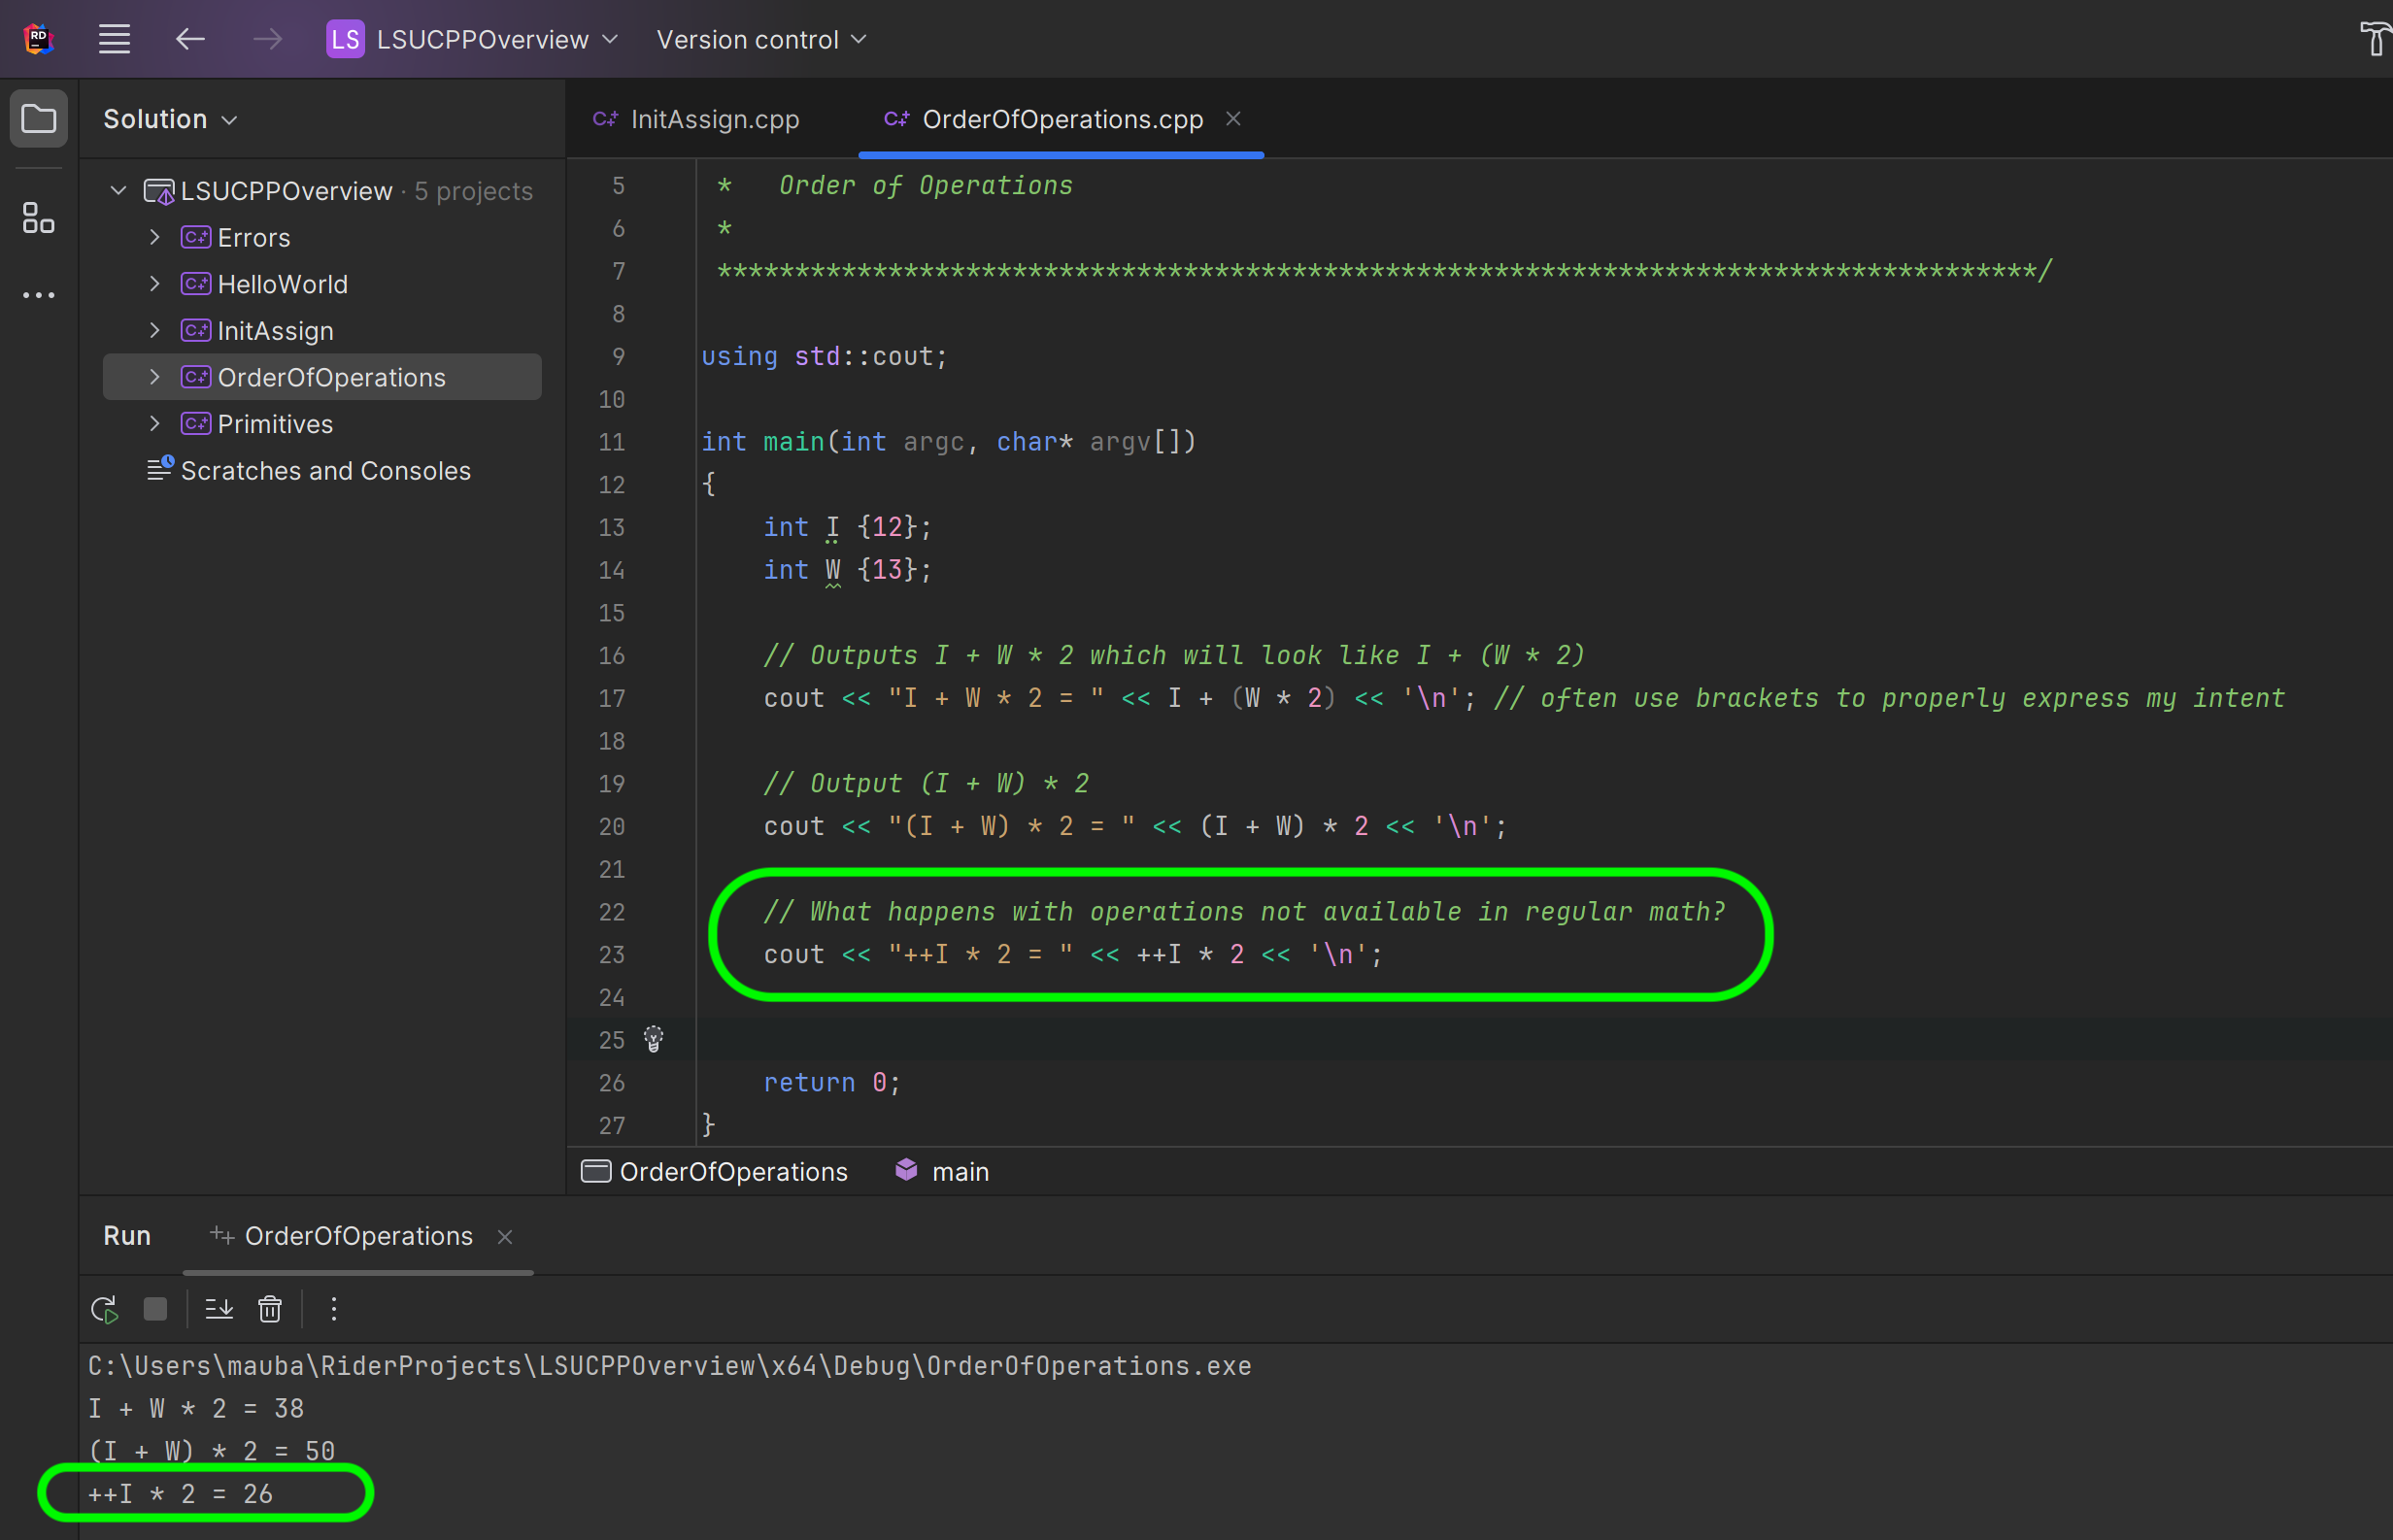 RD
LS LSUCPPOverview Version control
Solution
LSUCPPOverview · 5 projects
C++ Errors
C++ HelloWorld
C++ InitAssign
C++ OrderOfOperations
C++ Primitives
Scratches and Consoles
C++ InitAssign.cpp C++ OrderOfOperations.cpp
5 * Order of Operations
6 *
7 *************************************************************************************/
8
9 using std::cout;
10
11 int main(int argc, char* argv[])
12 {
13 int I {12};
14 int W {13};
15
16 // Outputs I + W * 2 which will look like I + (W * 2)
17 cout << "I + W * 2 = " << I + (W * 2) << '\n'; // often use brackets to properly express my intent
18
19 // Output (I + W) * 2
20 cout << "(I + W) * 2 = " << (I + W) * 2 << '\n';
21
22 // What happens with operations not available in regular math?
23 cout << "++I * 2 = " << ++I * 2 << '\n';
24
25
26 return 0;
27 }
OrderOfOperations main
Run OrderOfOperations
C:\Users\mauba\RiderProjects\LSUCPPOverview\x64\Debug\OrderOfOperations.exe
I + W * 2 = 38
(I + W) * 2 = 50
++I * 2 = 26